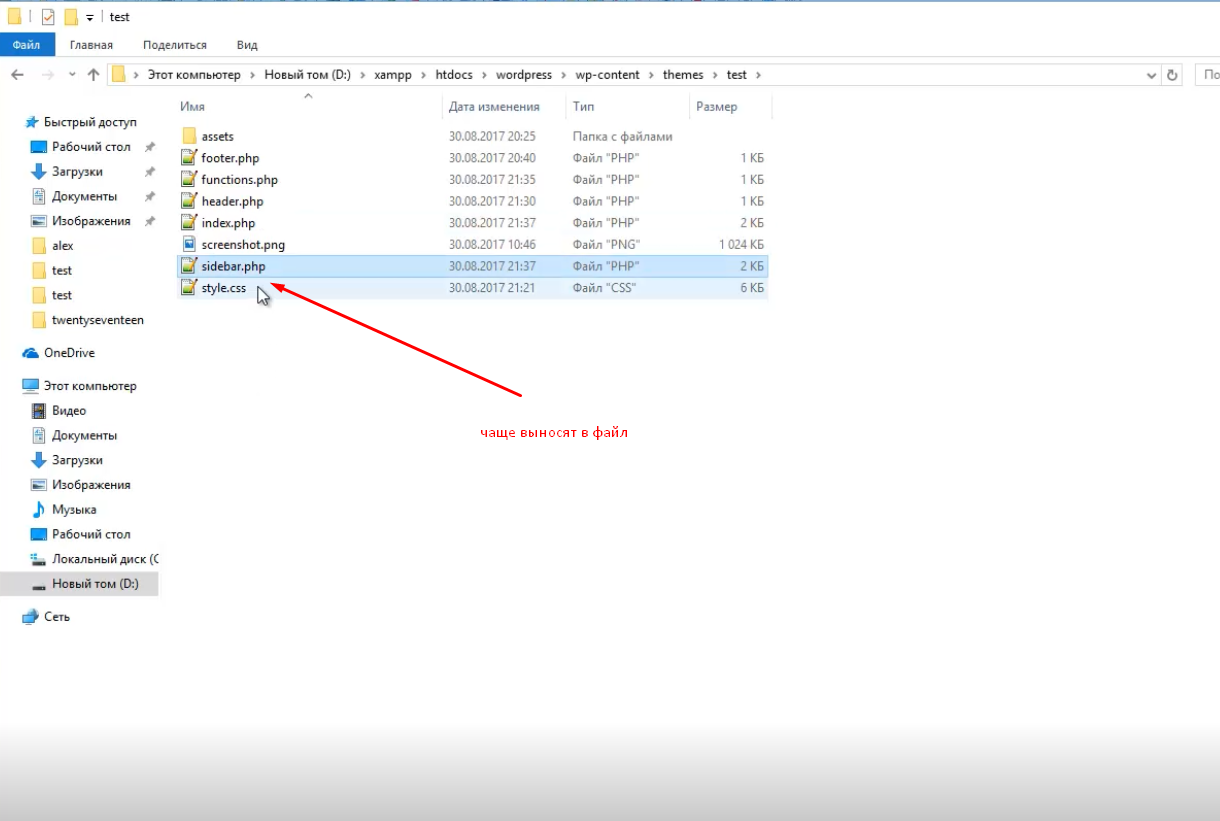 test
Файл Главная Поделиться Вид
Этот компьютер Новый том (D:) xampp htdocs wordpress wp-content themes test
По
Имя Дата изменения Тип Размер
assets 30.08.2017 20:25 Папка с файлами
footer.php 30.08.2017 20:40 Файл "PHP" 1 КБ
functions.php 30.08.2017 21:35 Файл "PHP" 1 КБ
header.php 30.08.2017 21:30 Файл "PHP" 1 КБ
index.php 30.08.2017 21:37 Файл "PHP" 2 КБ
screenshot.png 30.08.2017 10:46 Файл "PNG" 1 024 КБ
sidebar.php 30.08.2017 21:37 Файл "PHP" 2 КБ
style.css 30.08.2017 21:21 Файл "CSS" 6 КБ
чаще выносят в файл
Быстрый доступ
Рабочий стол
Загрузки
Документы
Изображения
alex
test
test
twentyseventeen
OneDrive
Этот компьютер
Видео
Документы
Загрузки
Изображения
Музыка
Рабочий стол
Локальный диск (C
Новый том (D:)
Сеть